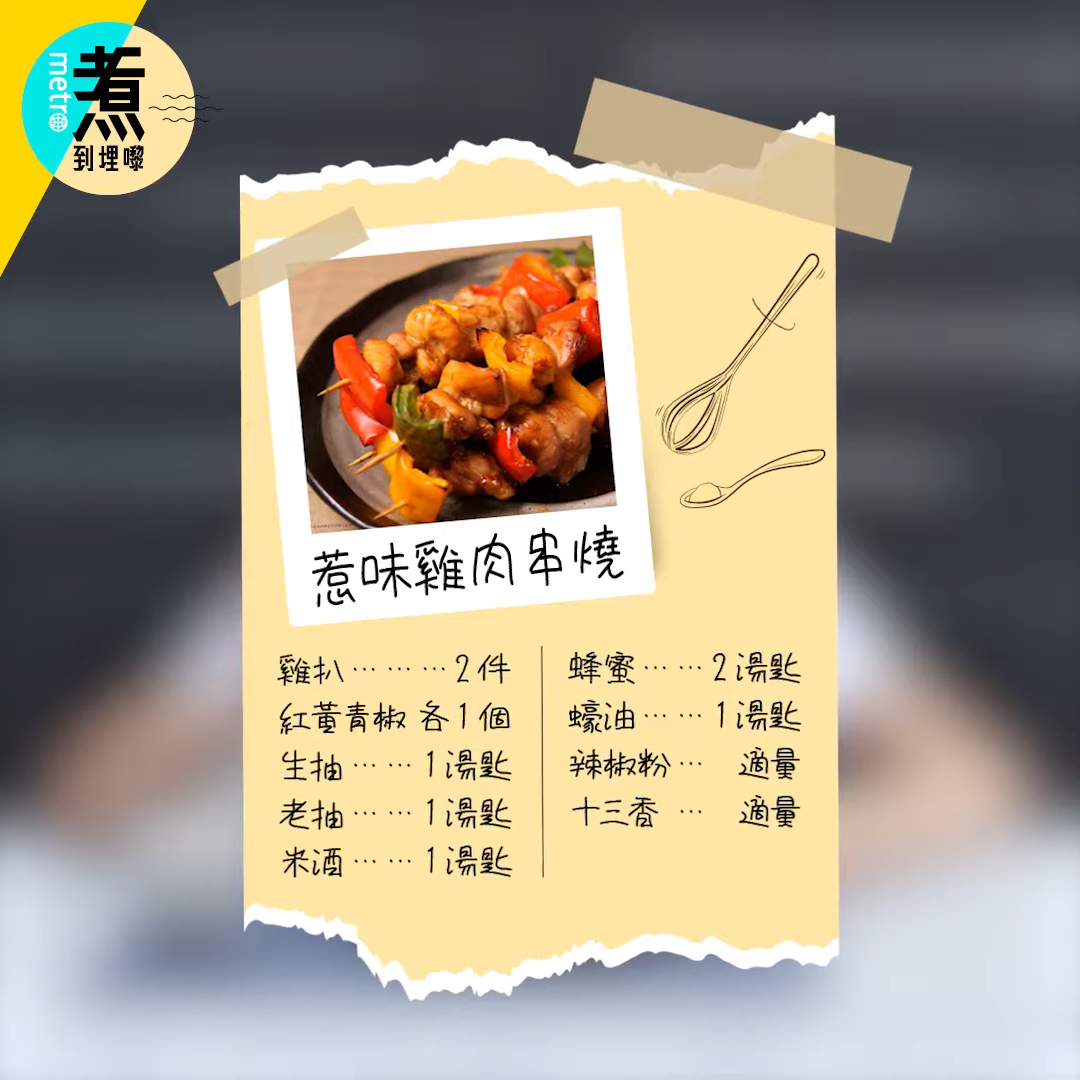 metro
煮
到埋嚟
惹味雞肉串燒
雞扒………2件
紅黃青椒 各1個
生抽……1湯匙
老抽……1湯匙
米酒……1湯匙
蜂蜜……2湯匙
蠔油……1湯匙
辣椒粉… 適量
十三香 … 適量